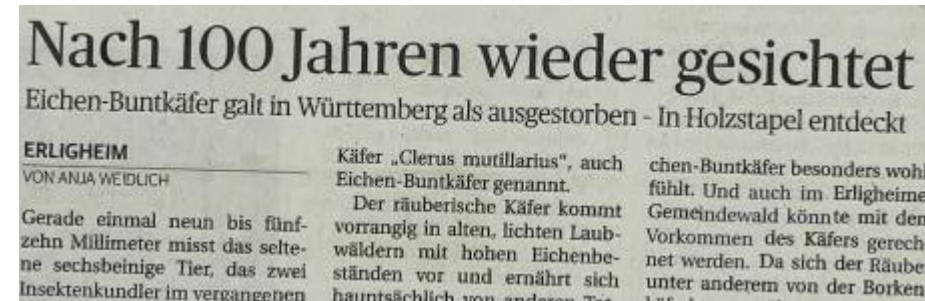 Nach 100 Jahren wieder gesichtet
Eichen-Buntkäfer galt in Württemberg als ausgestorben - In Holzstapel entdeckt
ERLIGHEIM
VON ANJA WEIDLICH
Gerade einmal neun bis fünf-
zehn Millimeter misst das selte-
ne sechsbeinige Tier, das zwei
Insektenkundler im vergangenen
Käfer „Clerus mutillarius“, auch
Eichen-Buntkäfer genannt.
Der räuberische Käfer kommt
vorrangig in alten, lichten Laub-
wäldern mit hohen Eichenbe-
ständen vor und ernährt sich
hauptsächlich von anderen
chen-Buntkäfer besonders wohl
fühlt. Und auch im Erligheime
Gemeindewald könnte mit dem
Vorkommen des Käfers gerech
net werden. Da sich der Räube
unter anderem von der Borken